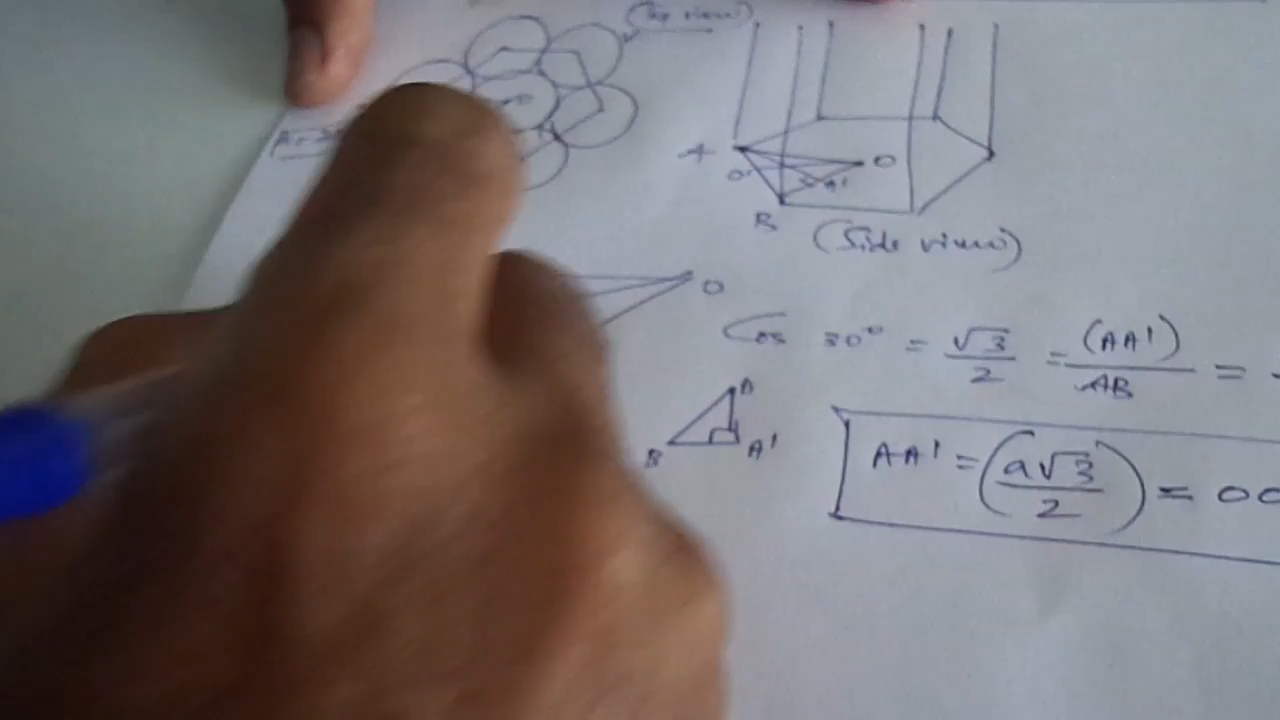 (Top view)
A
O
O'
A'
B
(Side view)
O
Cos 30° = √3/2 = (AA')/AB =
A
B
A'
AA' = (a√3/2) = OO